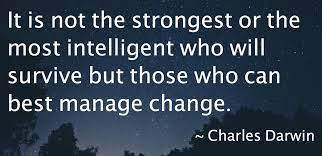 It is not the strongest or the
most intelligent who will
survive but those who can
best manage change.
~ Charles Darwin